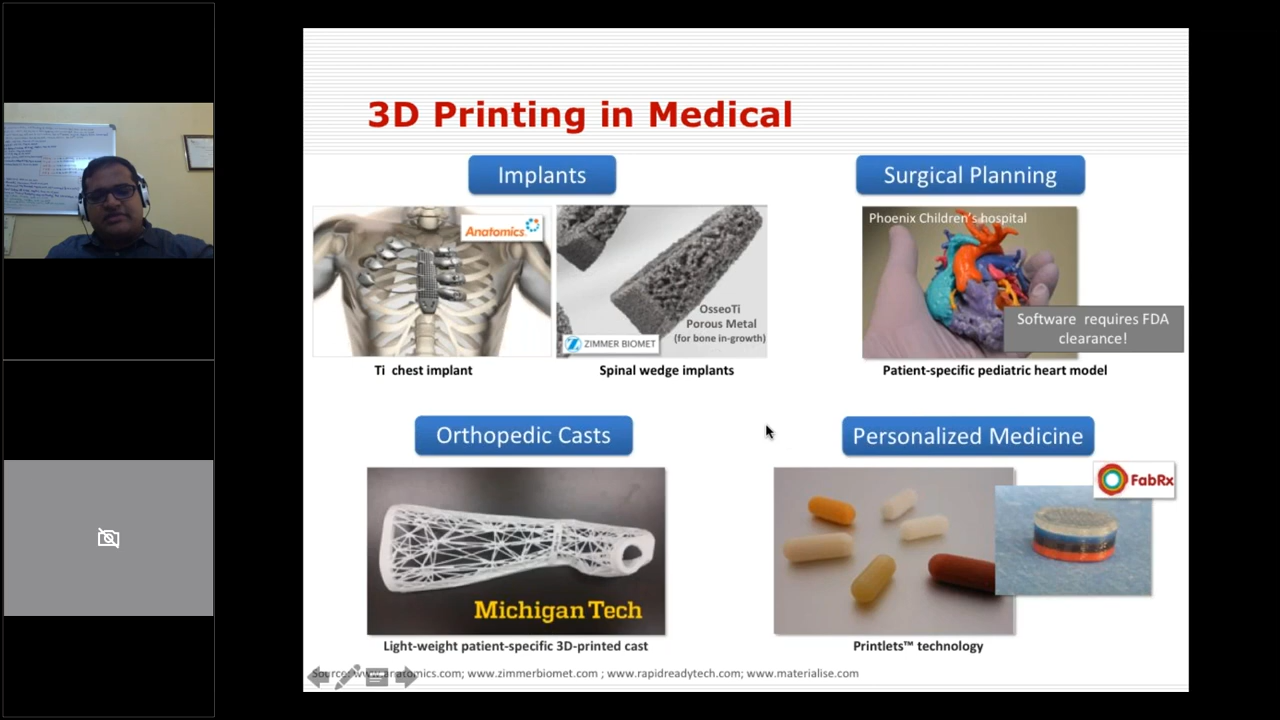 3D Printing in Medical
Implants
Surgical Planning
Anatomics
OsseoTi
Porous Metal
(for bone in-growth)
ZIMMER BIOMET
Phoenix Children's hospital
Software requires FDA
clearance!
Ti chest implant
Spinal wedge implants
Patient-specific pediatric heart model
Orthopedic Casts
Personalized Medicine
FabRx
Michigan Tech
Light-weight patient-specific 3D-printed cast
Printlets™ technology
Source: www.anatomics.com; www.zimmerbiomet.com ; www.rapidreadytech.com; www.materialise.com